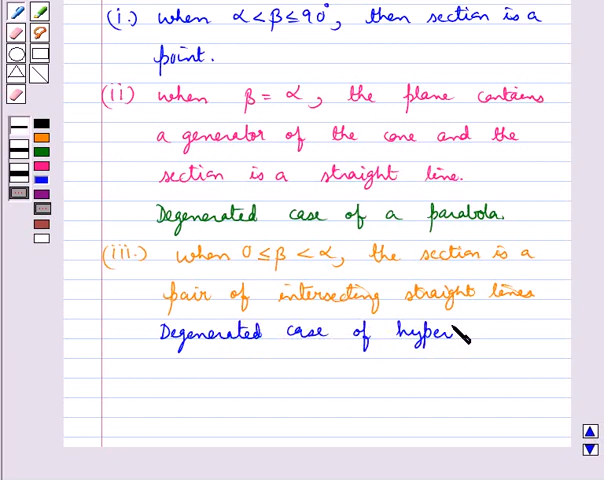 (i.) when α < β ≤ 90°, then section is a
point.
(ii) when β = α, the plane contains
a generator of the cone and the
section is a straight line.
Degenerated case of a parabola.
(iii.) when 0 ≤ β < α, the section is a
pair of intersecting straight lines
Degenerated case of hyper